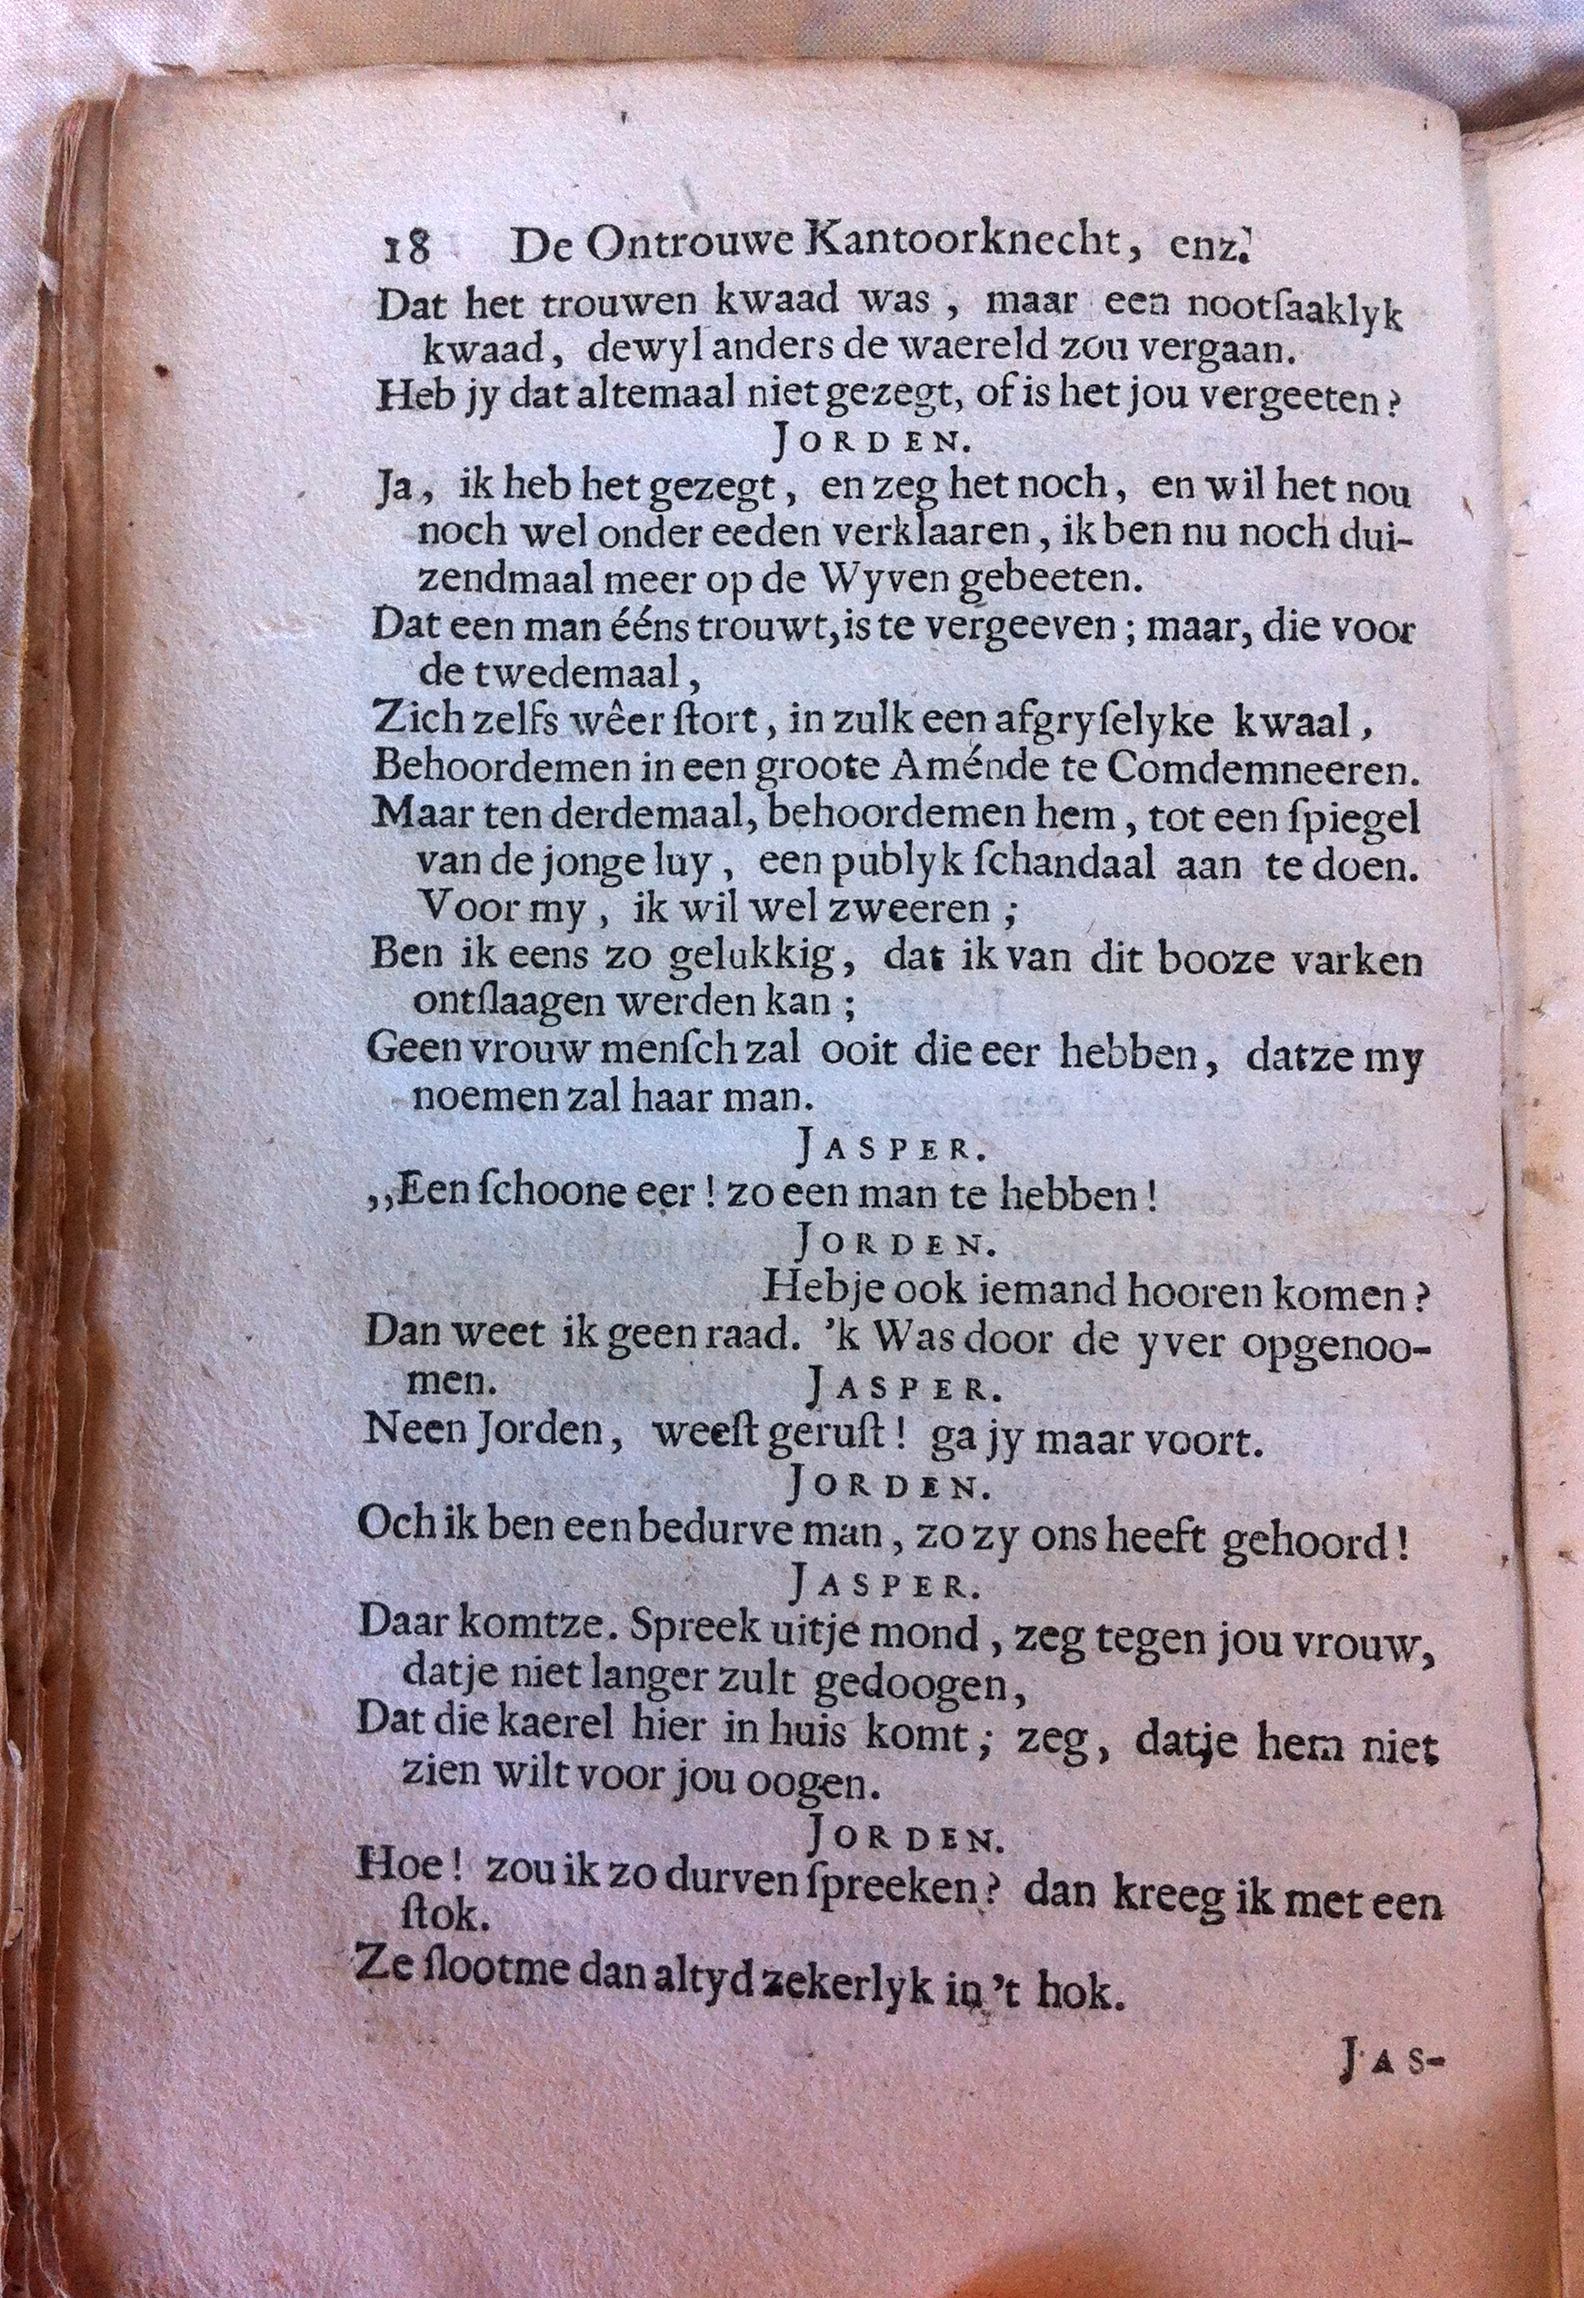 18 De Ontrouwe Kantoorknecht, enz.
Dat het trouwen kwaad was, maar een nootſaaklyk
kwaad, dewyl anders de waereld zou vergaan.
Heb jy dat altemaal niet gezegt, of is het jou vergeeten?
JORDEN.
Ja, ik heb het gezegt, en zeg het noch, en wil het nou
noch wel onder eeden verklaaren, ik ben nu noch dui-
zendmaal meer op de Wyven gebeeten.
Dat een man ééns trouwt, is te vergeeven; maar, die voor
de twedemaal,
Zich zelfs wêer ſtort, in zulk een afgryſelyke kwaal,
Behoordemen in een groote Aménde te Comdemneeren.
Maar ten derdemaal, behoordemen hem, tot een ſpiegel
van de jonge luy, een publyk ſchandaal aan te doen.
Voor my, ik wil wel zweeren;
Ben ik eens zo gelukkig, dat ik van dit booze varken
ontſlaagen werden kan;
Geen vrouw menſch zal ooit die eer hebben, datze my
noemen zal haar man.
JASPER.
,,Een ſchoone eer! zo een man te hebben!
JORDEN.
Hebje ook iemand hooren komen?
Dan weet ik geen raad. 'k Was door de yver opgenoo-
men. JASPER.
Neen Jorden, weeſt geruſt! ga jy maar voort.
JORDEN.
Och ik ben een bedurve man, zo zy ons heeft gehoord!
JASPER.
Daar komtze. Spreek uitje mond, zeg tegen jou vrouw,
datje niet langer zult gedoogen,
Dat die kaerel hier in huis komt; zeg, datje hem niet
zien wilt voor jou oogen.
JORDEN.
Hoe! zou ik zo durven ſpreeken? dan kreeg ik met een
ſtok.
Ze ſlootme dan altyd zekerlyk in 't hok.
JAS-